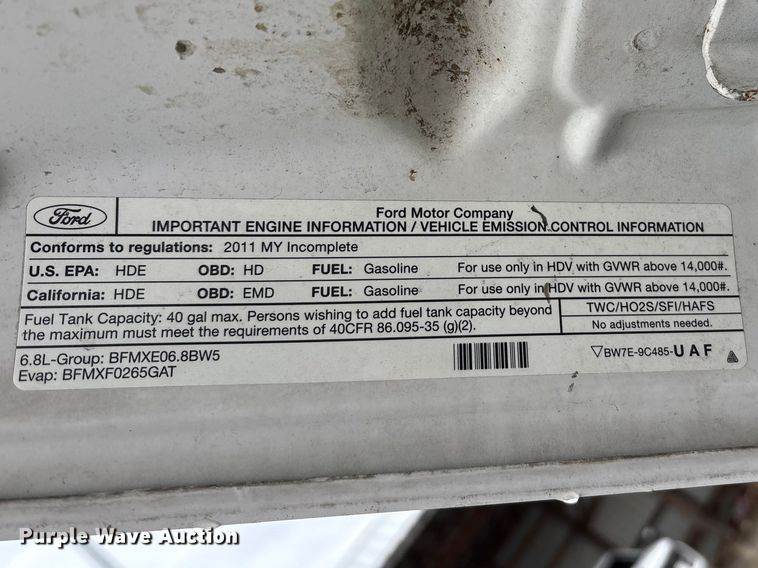 Ford
Ford Motor Company
IMPORTANT ENGINE INFORMATION / VEHICLE EMISSION CONTROL INFORMATION
Conforms to regulations: 2011 MY Incomplete
U.S. EPA: HDE OBD: HD FUEL: Gasoline For use only in HDV with GVWR above 14,000#.
California: HDE OBD: EMD FUEL: Gasoline For use only in HDV with GVWR above 14,000#.
Fuel Tank Capacity: 40 gal max. Persons wishing to add fuel tank capacity beyond
the maximum must meet the requirements of 40CFR 86.095-35 (g)(2).
TWC/HO2S/SFI/HAFS
No adjustments needed.
6.8L-Group: BFMXE06.8BW5
Evap: BFMXF0265GAT
BW7E-9C485-UAF
Purple Wave Auction